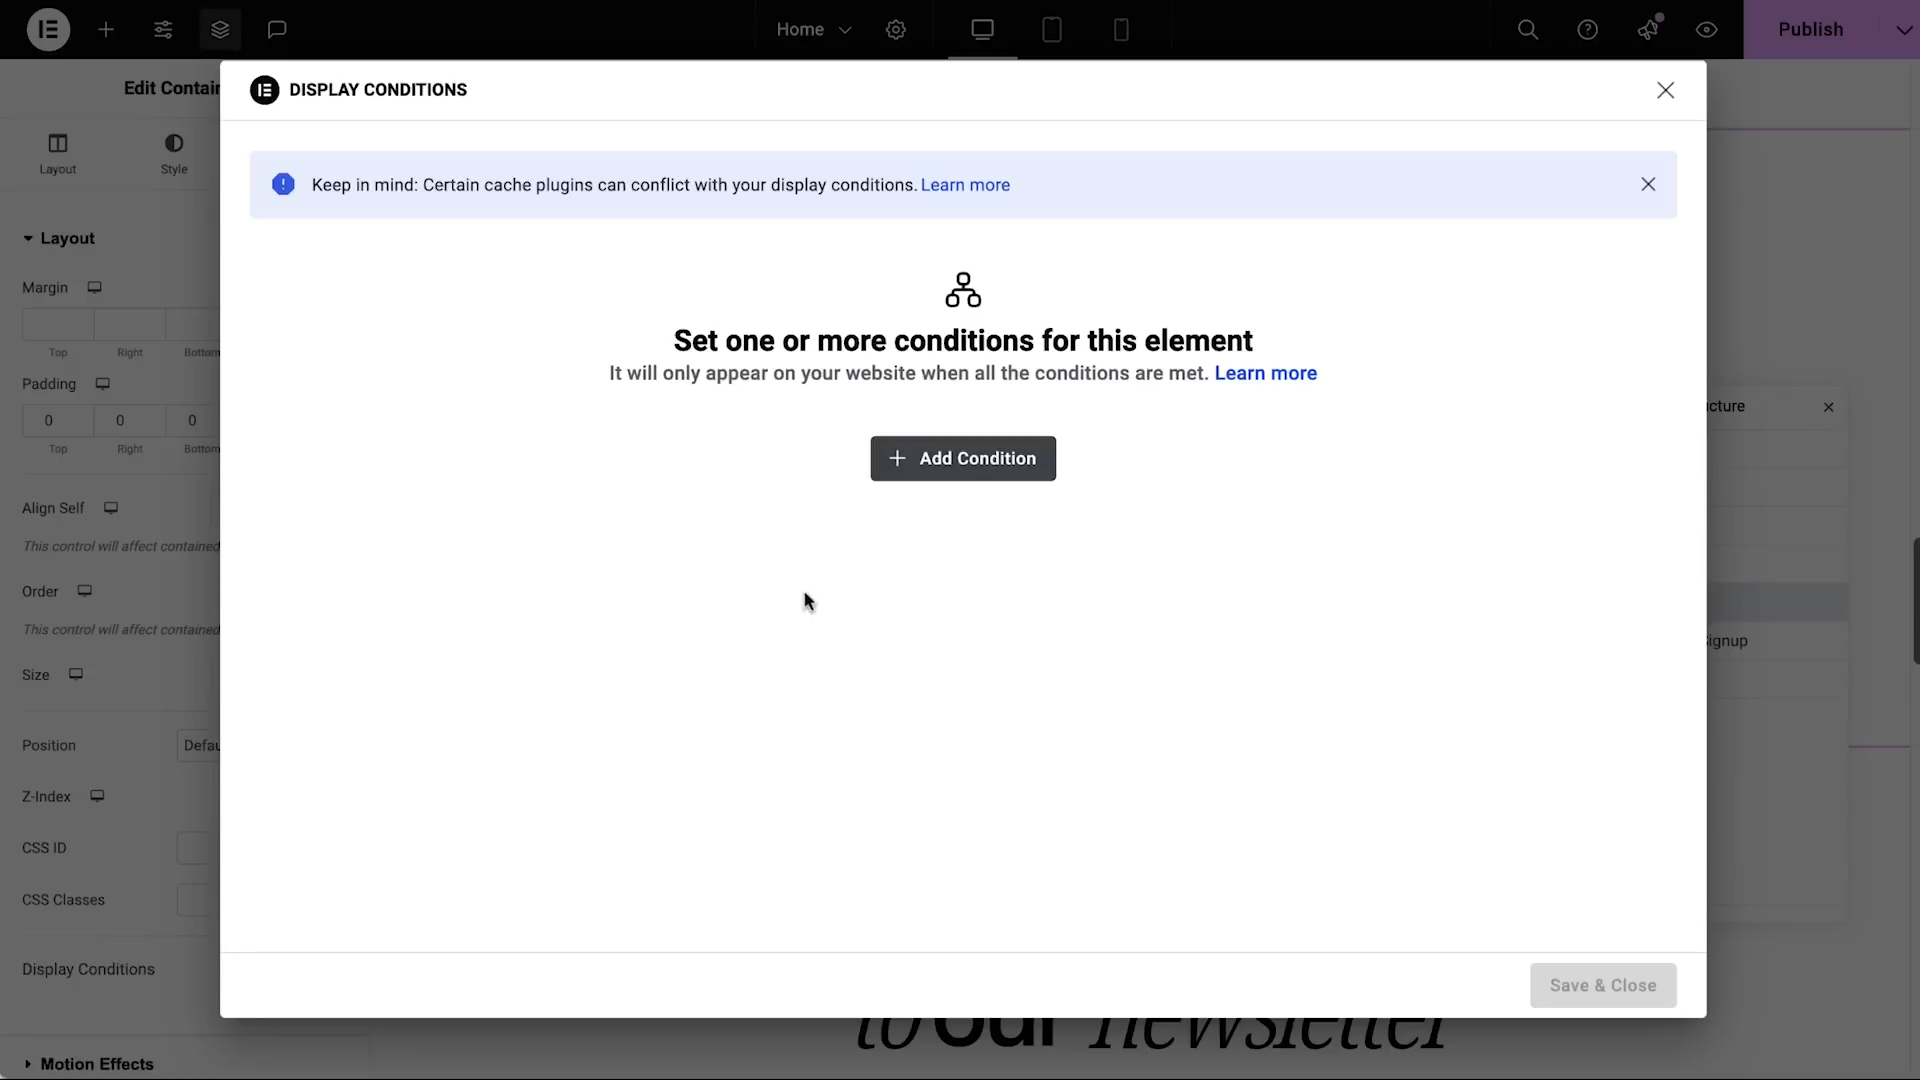 Home
Publish
Edit Contain
DISPLAY CONDITIONS
Layout
Style
Keep in mind: Certain cache plugins can conflict with your display conditions. Learn more
Layout
Margin
Top Right Bottom
Set one or more conditions for this element
It will only appear on your website when all the conditions are met. Learn more
Padding
0 0 0
Top Right Bottom
+ Add Condition
Align Self
This control will affect contained
Order
This control will affect contained
Size
Position
Defau
Z-Index
CSS ID
CSS Classes
Display Conditions
Motion Effects
cture
ignup
Save & Close
to our newsletter